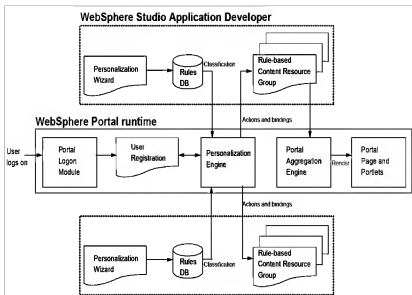 WebSphere Studio Application Developer
Personalization
Wizard
Rules
DB
Classification
Rule-based
Content Resource
Group
WebSphere Portal runtime
Actions and bindings
User
logs on
Portal
Logon
Module
User
Registration
Personalization
Engine
Portal
Aggregation
Engine
Render
Portal
Page and
Portlets
Actions and bindings
Personalization
Wizard
Rules
DB
Classification
Rule-based
Content Resource
Group